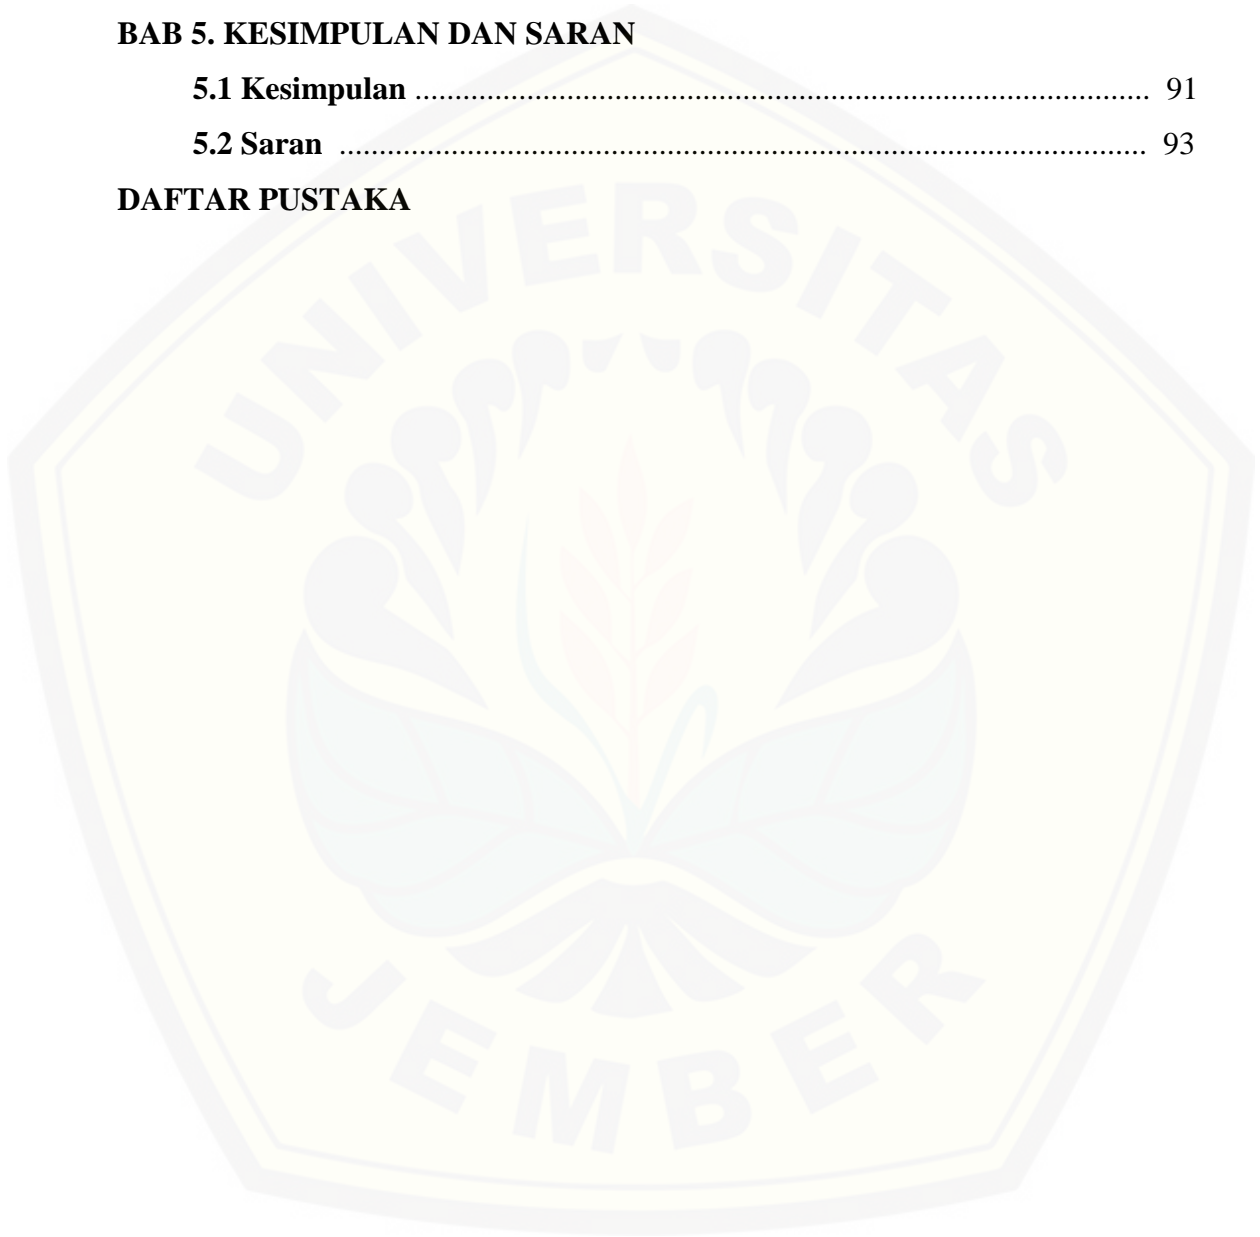 BAB 5. KESIMPULAN DAN SARAN
5.1 Kesimpulan ............................................................................................ 91
5.2 Saran ..................................................................................................... 93
DAFTAR PUSTAKA
UNIVERSITAS
JEMBER